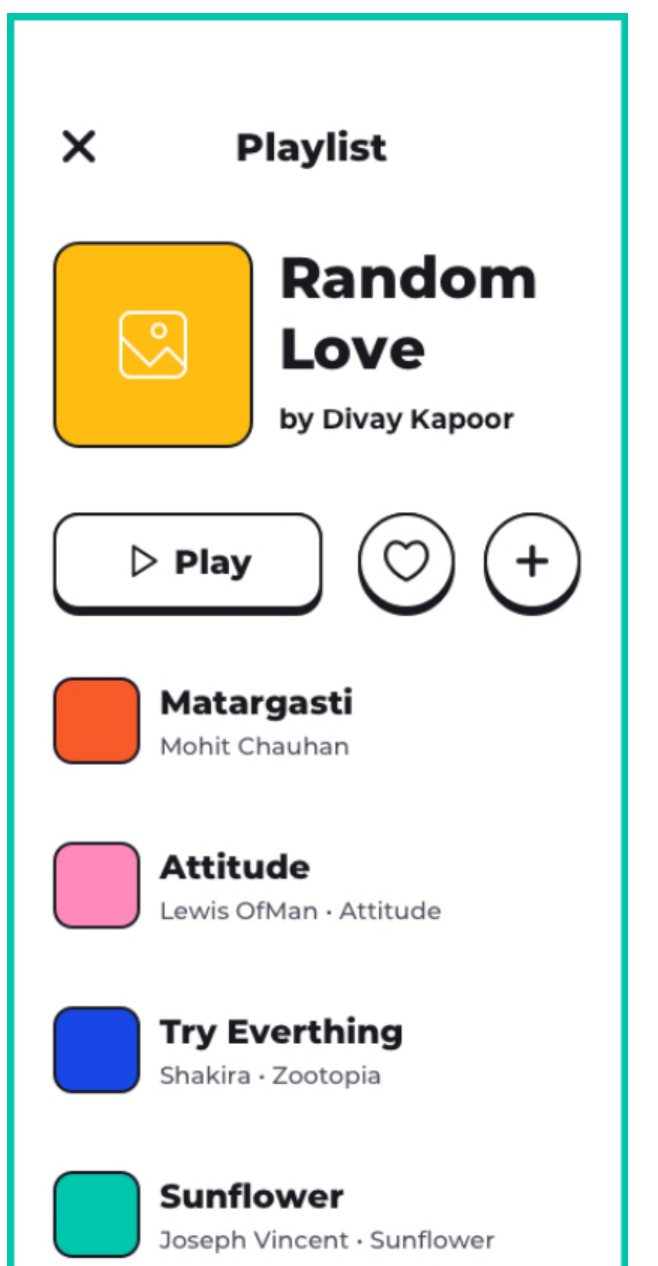 Playlist
Random
Love
by Divay Kapoor
Play
Matargasti
Mohit Chauhan
Attitude
Lewis OfMan · Attitude
Try Everthing
Shakira · Zootopia
Sunflower
Joseph Vincent · Sunflower